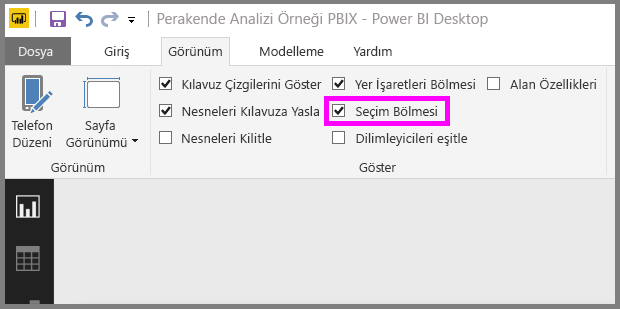 Perakende Analizi Örneği PBIX - Power BI Desktop
Dosya Giriş Görünüm Modelleme Yardım
Kılavuz Çizgilerini Göster Yer İşaretleri Bölmesi Alan Özellikleri
Nesneleri Kılavuza Yasla Seçim Bölmesi
Nesneleri Kilitle Dilimleyicileri eşitle
Telefon Düzeni
Sayfa Görünümü
Görünüm Göster